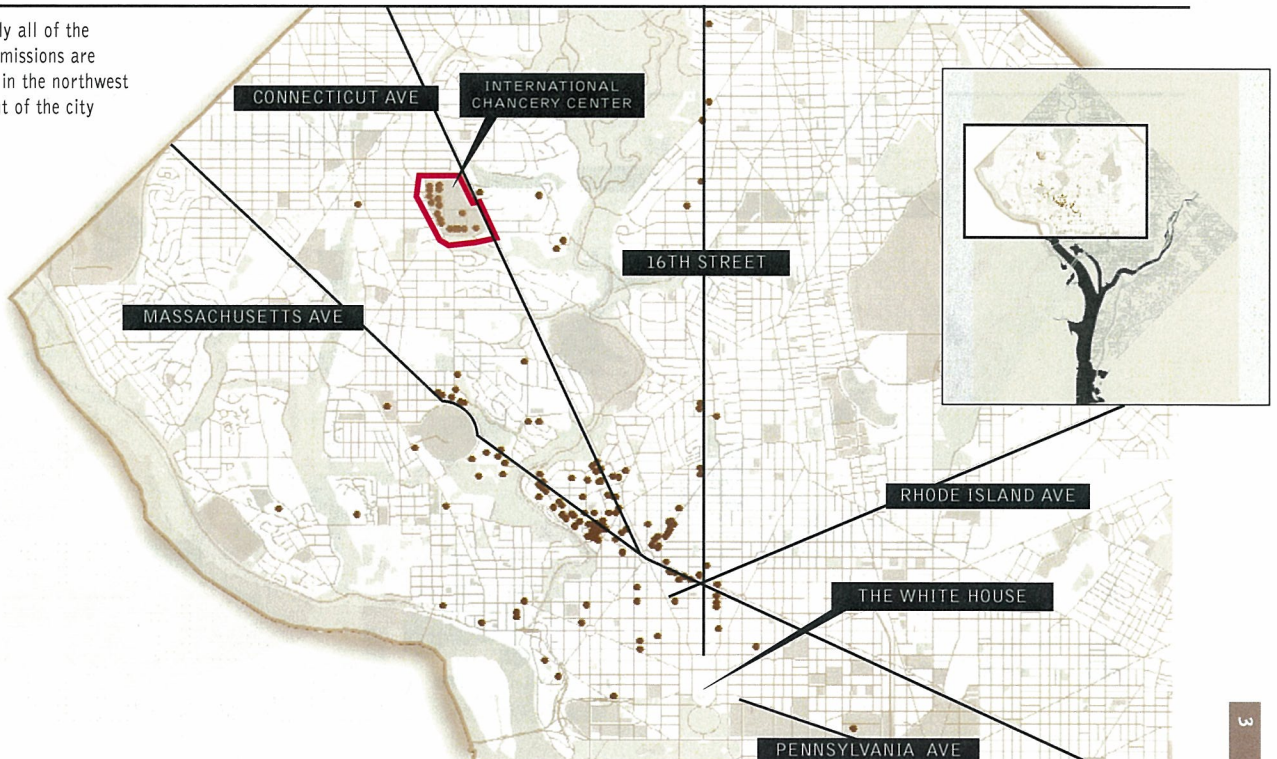 ly all of the
missions are
in the northwest
t of the city
CONNECTICUT AVE
INTERNATIONAL
CHANCERY CENTER
16TH STREET
MASSACHUSETTS AVE
RHODE ISLAND AVE
THE WHITE HOUSE
PENNSYLVANIA AVE
3